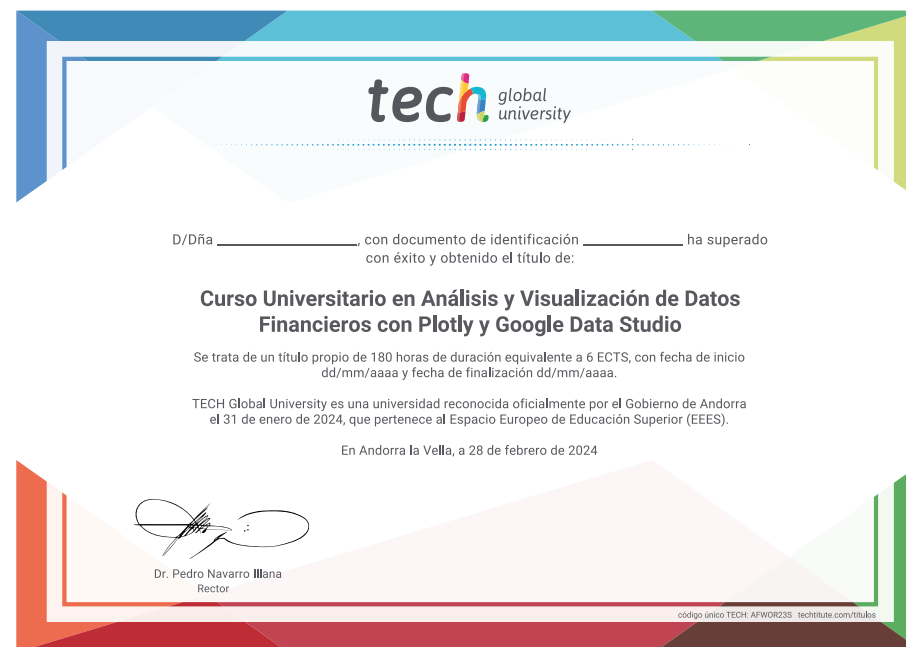 tech global university
D/Dña ________________, con documento de identificación ____________ ha superado
con éxito y obtenido el título de:
Curso Universitario en Análisis y Visualización de Datos
Financieros con Plotly y Google Data Studio
Se trata de un título propio de 180 horas de duración equivalente a 6 ECTS, con fecha de inicio
dd/mm/aaaa y fecha de finalización dd/mm/aaaa.
TECH Global University es una universidad reconocida oficialmente por el Gobierno de Andorra
el 31 de enero de 2024, que pertenece al Espacio Europeo de Educación Superior (EEES).
En Andorra la Vella, a 28 de febrero de 2024
Dr. Pedro Navarro Illana
Rector
código único TECH: AFWOR23S techtitute.com/titulos